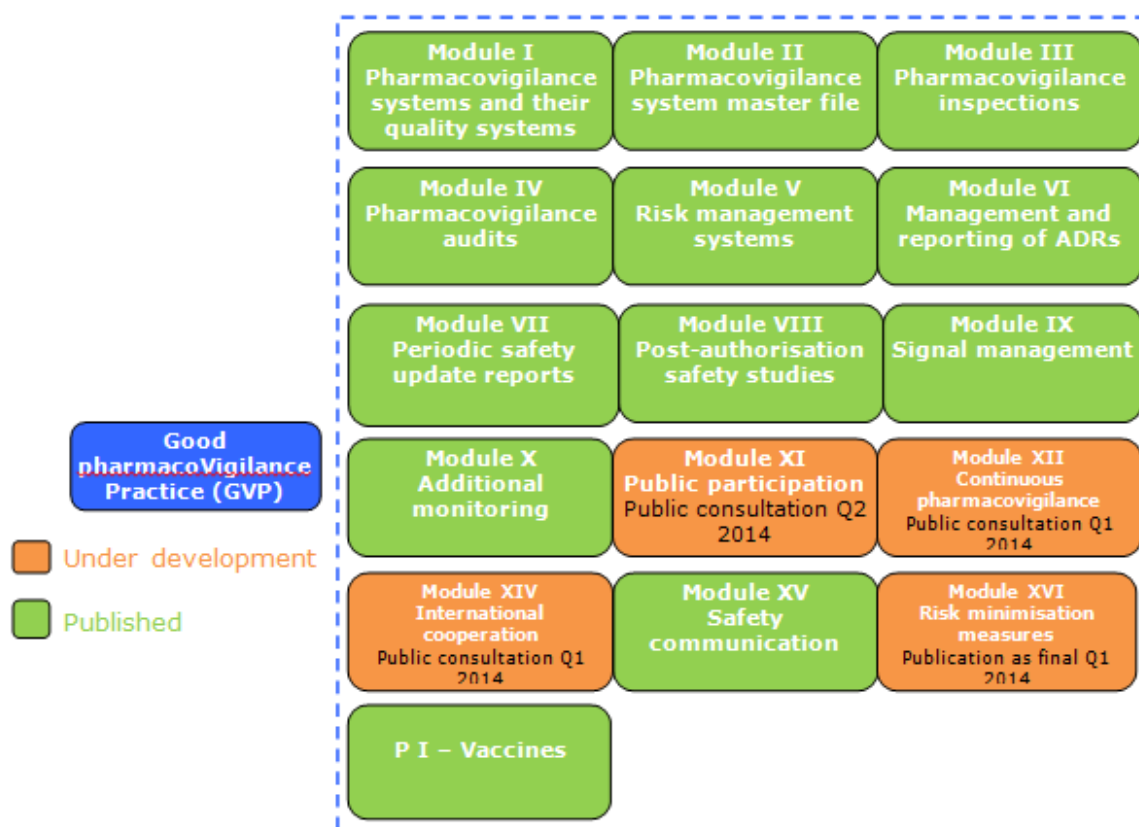 Module I
Pharmacovigilance
systems and their
quality systems
Module II
Pharmacovigilance
system master file
Module III
Pharmacovigilance
inspections
Module IV
Pharmacovigilance
audits
Module V
Risk management
systems
Module VI
Management and
reporting of ADRs
Module VII
Periodic safety
update reports
Module VIII
Post-authorisation
safety studies
Module IX
Signal management
Good
pharmacoVigilance
Practice (GVP)
Module X
Additional
monitoring
Module XI
Public participation
Public consultation Q2
2014
Module XII
Continuous
pharmacovigilance
Public consultation Q1
2014
Under development
Published
Module XIV
International
cooperation
Public consultation Q1
2014
Module XV
Safety
communication
Module XVI
Risk minimisation
measures
Publication as final Q1
2014
P I – Vaccines